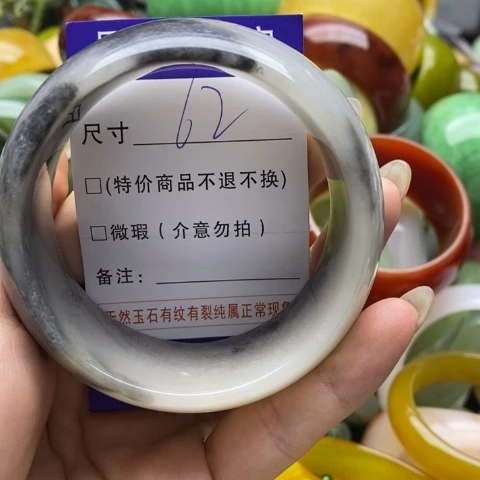 尺寸 62
□(特价商品不退不换)
□微瑕（介意勿拍）
备注：
天然玉石有纹有裂纯属正常现象